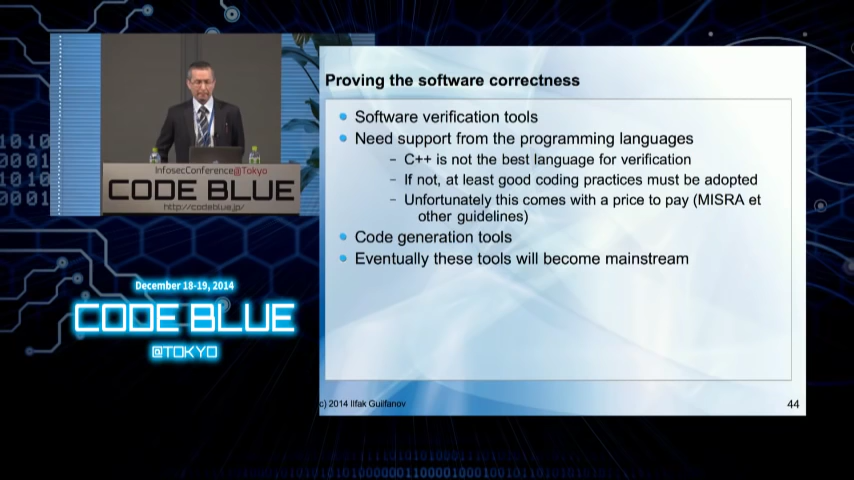 InfosecConference@Tokyo
CODE BLUE
http://codeblue.jp/
December 18-19, 2014
CODE BLUE
@TOKYO
Proving the software correctness
Software verification tools
Need support from the programming languages
– C++ is not the best language for verification
– If not, at least good coding practices must be adopted
– Unfortunately this comes with a price to pay (MISRA et
other guidelines)
Code generation tools
Eventually these tools will become mainstream
c) 2014 Ilfak Guilfanov
44